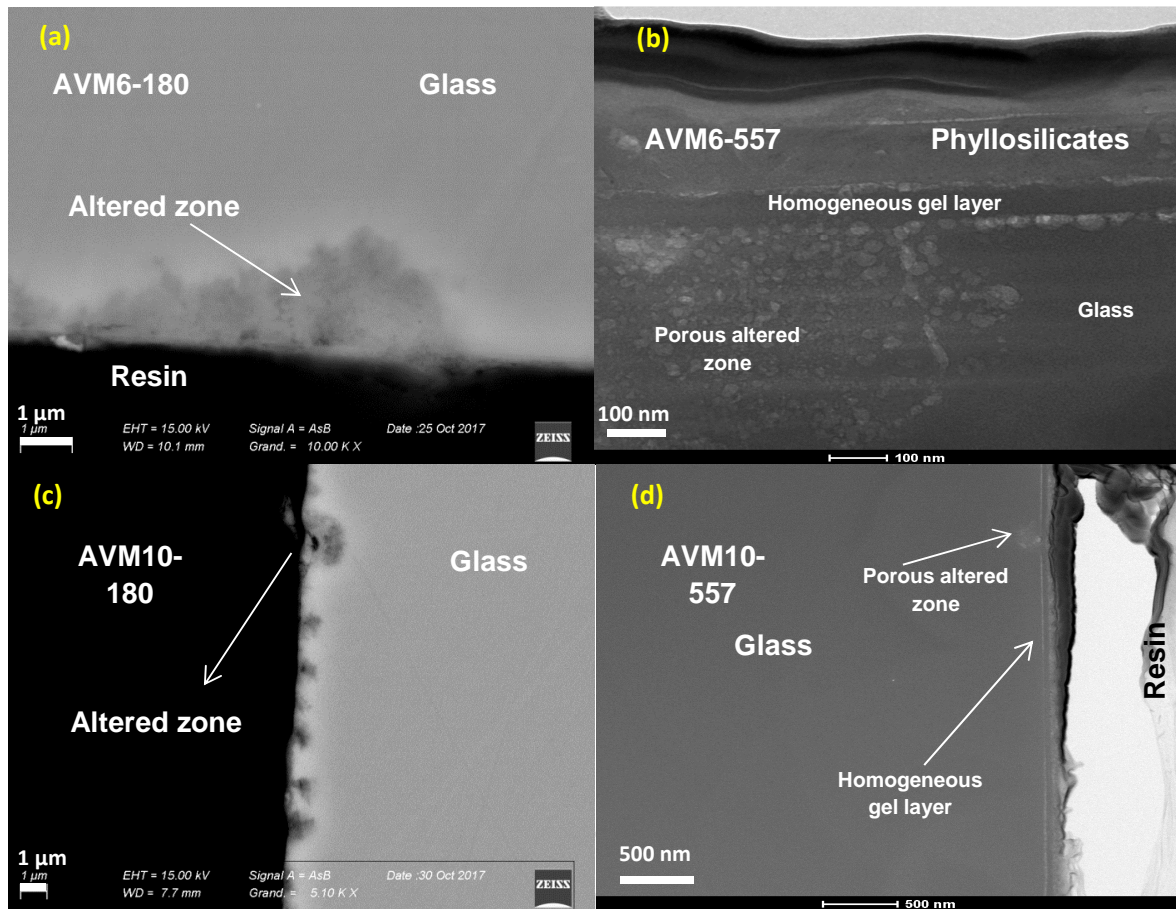 (a)
AVM6-180
Glass
Altered zone
Resin
1 µm
1 µm
EHT = 15.00 kV
Signal A = AsB
Date :25 Oct 2017
WD = 10.1 mm
Grand. = 10.00 K X
ZEISS
(b)
AVM6-557
Phyllosilicates
Homogeneous gel layer
Glass
Porous altered
zone
100 nm
100 nm
(c)
AVM10-
180
Glass
Altered zone
1 µm
1 µm
EHT = 15.00 kV
Signal A = AsB
Date :30 Oct 2017
WD = 7.7 mm
Grand. = 5.10 K X
ZEISS
(d)
AVM10-
557
Porous altered
zone
Glass
Resin
Homogeneous
gel layer
500 nm
500 nm